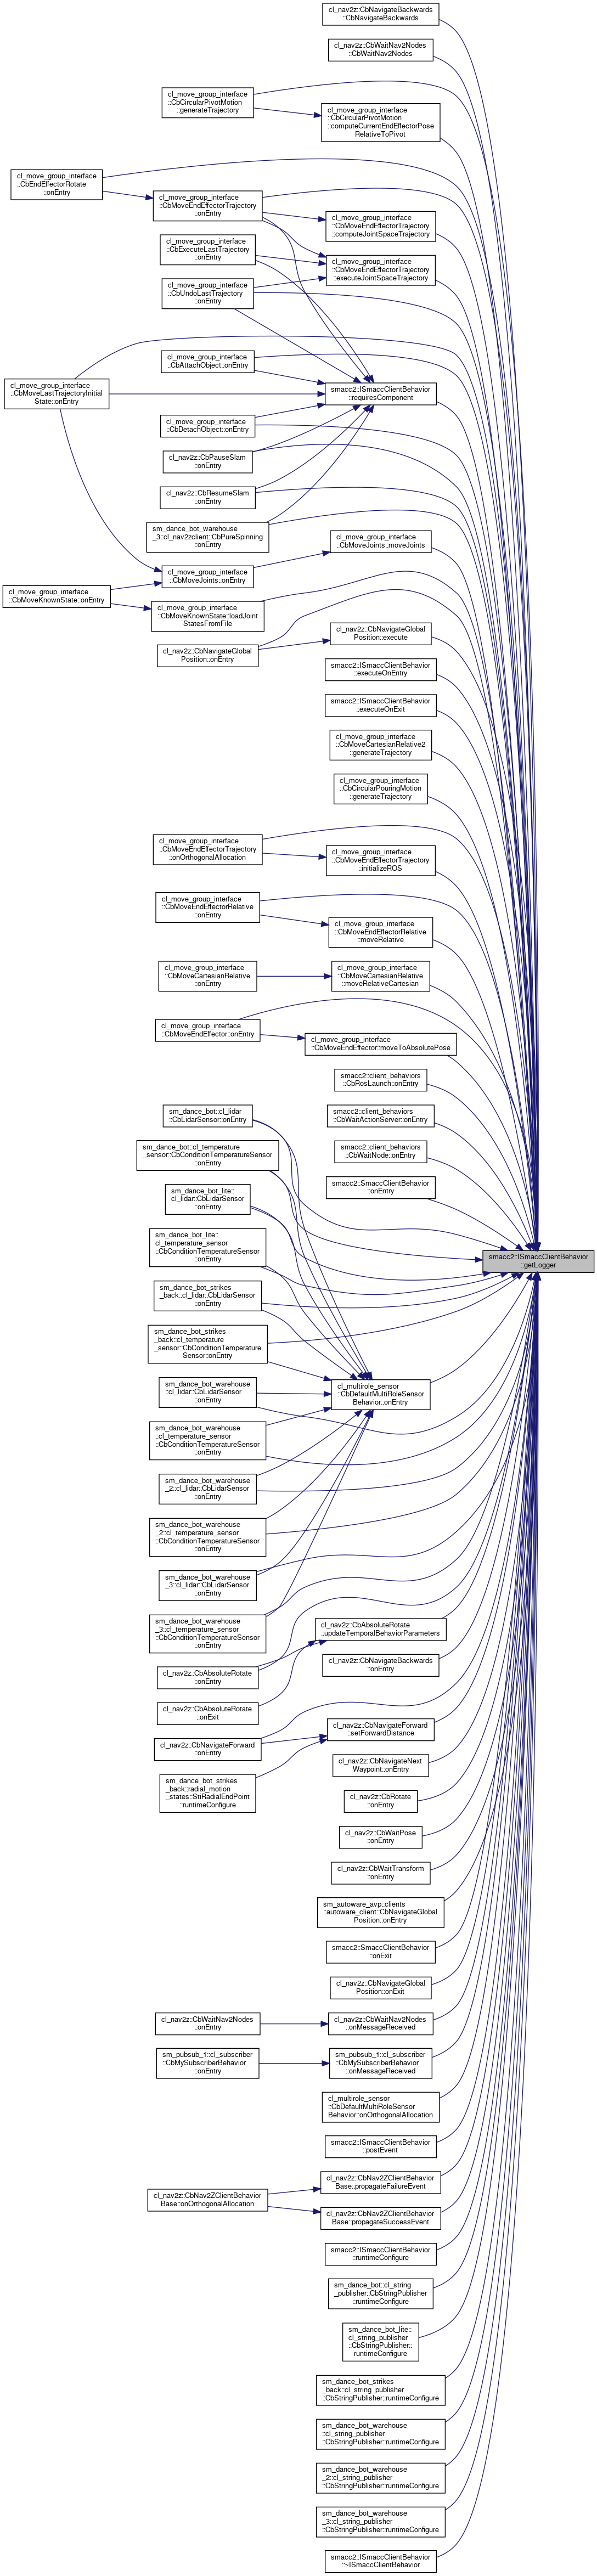 cl_nav2z::CbNavigateBackwards
::CbNavigateBackwards
cl_nav2z::CbWaitNav2Nodes
::CbWaitNav2Nodes
cl_move_group_interface
::CbCircularPivotMotion
::generateTrajectory
cl_move_group_interface
::CbCircularPivotMotion
::computeCurrentEndEffectorPose
RelativeToPivot
cl_move_group_interface
::CbEndEffectorRotate
::onEntry
cl_move_group_interface
::CbMoveEndEffectorTrajectory
::onEntry
cl_move_group_interface
::CbMoveEndEffectorTrajectory
::computeJointSpaceTrajectory
cl_move_group_interface
::CbExecuteLastTrajectory
::onEntry
cl_move_group_interface
::CbMoveEndEffectorTrajectory
::executeJointSpaceTrajectory
cl_move_group_interface
::CbUndoLastTrajectory
::onEntry
cl_move_group_interface
::CbAttachObject::onEntry
cl_move_group_interface
::CbMoveLastTrajectoryInitial
State::onEntry
smacc2::ISmaccClientBehavior
::requiresComponent
cl_move_group_interface
::CbDetachObject::onEntry
cl_nav2z::CbPauseSlam
::onEntry
cl_nav2z::CbResumeSlam
::onEntry
sm_dance_bot_warehouse
_3::cl_nav2zclient::CbPureSpinning
::onEntry
cl_move_group_interface
::CbMoveJoints::moveJoints
cl_move_group_interface
::CbMoveJoints::onEntry
cl_move_group_interface
::CbMoveKnownState::onEntry
cl_move_group_interface
::CbMoveKnownState::loadJoint
StatesFromFile
cl_nav2z::CbNavigateGlobal
Position::execute
cl_nav2z::CbNavigateGlobal
Position::onEntry
smacc2::ISmaccClientBehavior
::executeOnEntry
smacc2::ISmaccClientBehavior
::executeOnExit
cl_move_group_interface
::CbMoveCartesianRelative2
::generateTrajectory
cl_move_group_interface
::CbCircularPouringMotion
::generateTrajectory
cl_move_group_interface
::CbMoveEndEffectorTrajectory
::onOrthogonalAllocation
cl_move_group_interface
::CbMoveEndEffectorTrajectory
::initializeROS
cl_move_group_interface
::CbMoveEndEffectorRelative
::onEntry
cl_move_group_interface
::CbMoveEndEffectorRelative
::moveRelative
cl_move_group_interface
::CbMoveCartesianRelative
::onEntry
cl_move_group_interface
::CbMoveCartesianRelative
::moveRelativeCartesian
cl_move_group_interface
::CbMoveEndEffector::onEntry
cl_move_group_interface
::CbMoveEndEffector::moveToAbsolutePose
smacc2::client_behaviors
::CbRosLaunch::onEntry
sm_dance_bot::cl_lidar
::CbLidarSensor::onEntry
smacc2::client_behaviors
::CbWaitActionServer::onEntry
sm_dance_bot::cl_temperature
_sensor::CbConditionTemperatureSensor
::onEntry
smacc2::client_behaviors
::CbWaitNode::onEntry
sm_dance_bot_lite::
cl_lidar::CbLidarSensor
::onEntry
smacc2::SmaccClientBehavior
::onEntry
sm_dance_bot_lite::
cl_temperature_sensor
::CbConditionTemperatureSensor
::onEntry
smacc2::ISmaccClientBehavior
::getLogger
sm_dance_bot_strikes
_back::cl_lidar::CbLidarSensor
::onEntry
sm_dance_bot_strikes
_back::cl_temperature
_sensor::CbConditionTemperature
Sensor::onEntry
cl_multirole_sensor
::CbDefaultMultiRoleSensor
Behavior::onEntry
sm_dance_bot_warehouse
::cl_lidar::CbLidarSensor
::onEntry
sm_dance_bot_warehouse
::cl_temperature_sensor
::CbConditionTemperatureSensor
::onEntry
sm_dance_bot_warehouse
_2::cl_lidar::CbLidarSensor
::onEntry
sm_dance_bot_warehouse
_2::cl_temperature_sensor
::CbConditionTemperatureSensor
::onEntry
sm_dance_bot_warehouse
_3::cl_lidar::CbLidarSensor
::onEntry
sm_dance_bot_warehouse
_3::cl_temperature_sensor
::CbConditionTemperatureSensor
::onEntry
cl_nav2z::CbAbsoluteRotate
::updateTemporalBehaviorParameters
cl_nav2z::CbAbsoluteRotate
::onEntry
cl_nav2z::CbNavigateBackwards
::onEntry
cl_nav2z::CbAbsoluteRotate
::onExit
cl_nav2z::CbNavigateForward
::setForwardDistance
cl_nav2z::CbNavigateForward
::onEntry
cl_nav2z::CbNavigateNext
Waypoint::onEntry
sm_dance_bot_strikes
_back::radial_motion
_states::StiRadialEndPoint
::runtimeConfigure
cl_nav2z::CbRotate
::onEntry
cl_nav2z::CbWaitPose
::onEntry
cl_nav2z::CbWaitTransform
::onEntry
sm_autoware_avp::clients
::autoware_client::CbNavigateGlobal
Position::onEntry
smacc2::SmaccClientBehavior
::onExit
cl_nav2z::CbNavigateGlobal
Position::onExit
cl_nav2z::CbWaitNav2Nodes
::onEntry
cl_nav2z::CbWaitNav2Nodes
::onMessageReceived
sm_pubsub_1::cl_subscriber
::CbMySubscriberBehavior
::onEntry
sm_pubsub_1::cl_subscriber
::CbMySubscriberBehavior
::onMessageReceived
cl_multirole_sensor
::CbDefaultMultiRoleSensor
Behavior::onOrthogonalAllocation
smacc2::ISmaccClientBehavior
::postEvent
cl_nav2z::CbNav2ZClientBehavior
Base::propagateFailureEvent
cl_nav2z::CbNav2ZClientBehavior
Base::onOrthogonalAllocation
cl_nav2z::CbNav2ZClientBehavior
Base::propagateSuccessEvent
smacc2::ISmaccClientBehavior
::runtimeConfigure
sm_dance_bot::cl_string
_publisher::CbStringPublisher
::runtimeConfigure
sm_dance_bot_lite::
cl_string_publisher
::CbStringPublisher::
runtimeConfigure
sm_dance_bot_strikes
_back::cl_string_publisher
::CbStringPublisher::runtimeConfigure
sm_dance_bot_warehouse
::cl_string_publisher
::CbStringPublisher::runtimeConfigure
sm_dance_bot_warehouse
_2::cl_string_publisher
::CbStringPublisher::runtimeConfigure
sm_dance_bot_warehouse
_3::cl_string_publisher
::CbStringPublisher::runtimeConfigure
smacc2::ISmaccClientBehavior
::~ISmaccClientBehavior